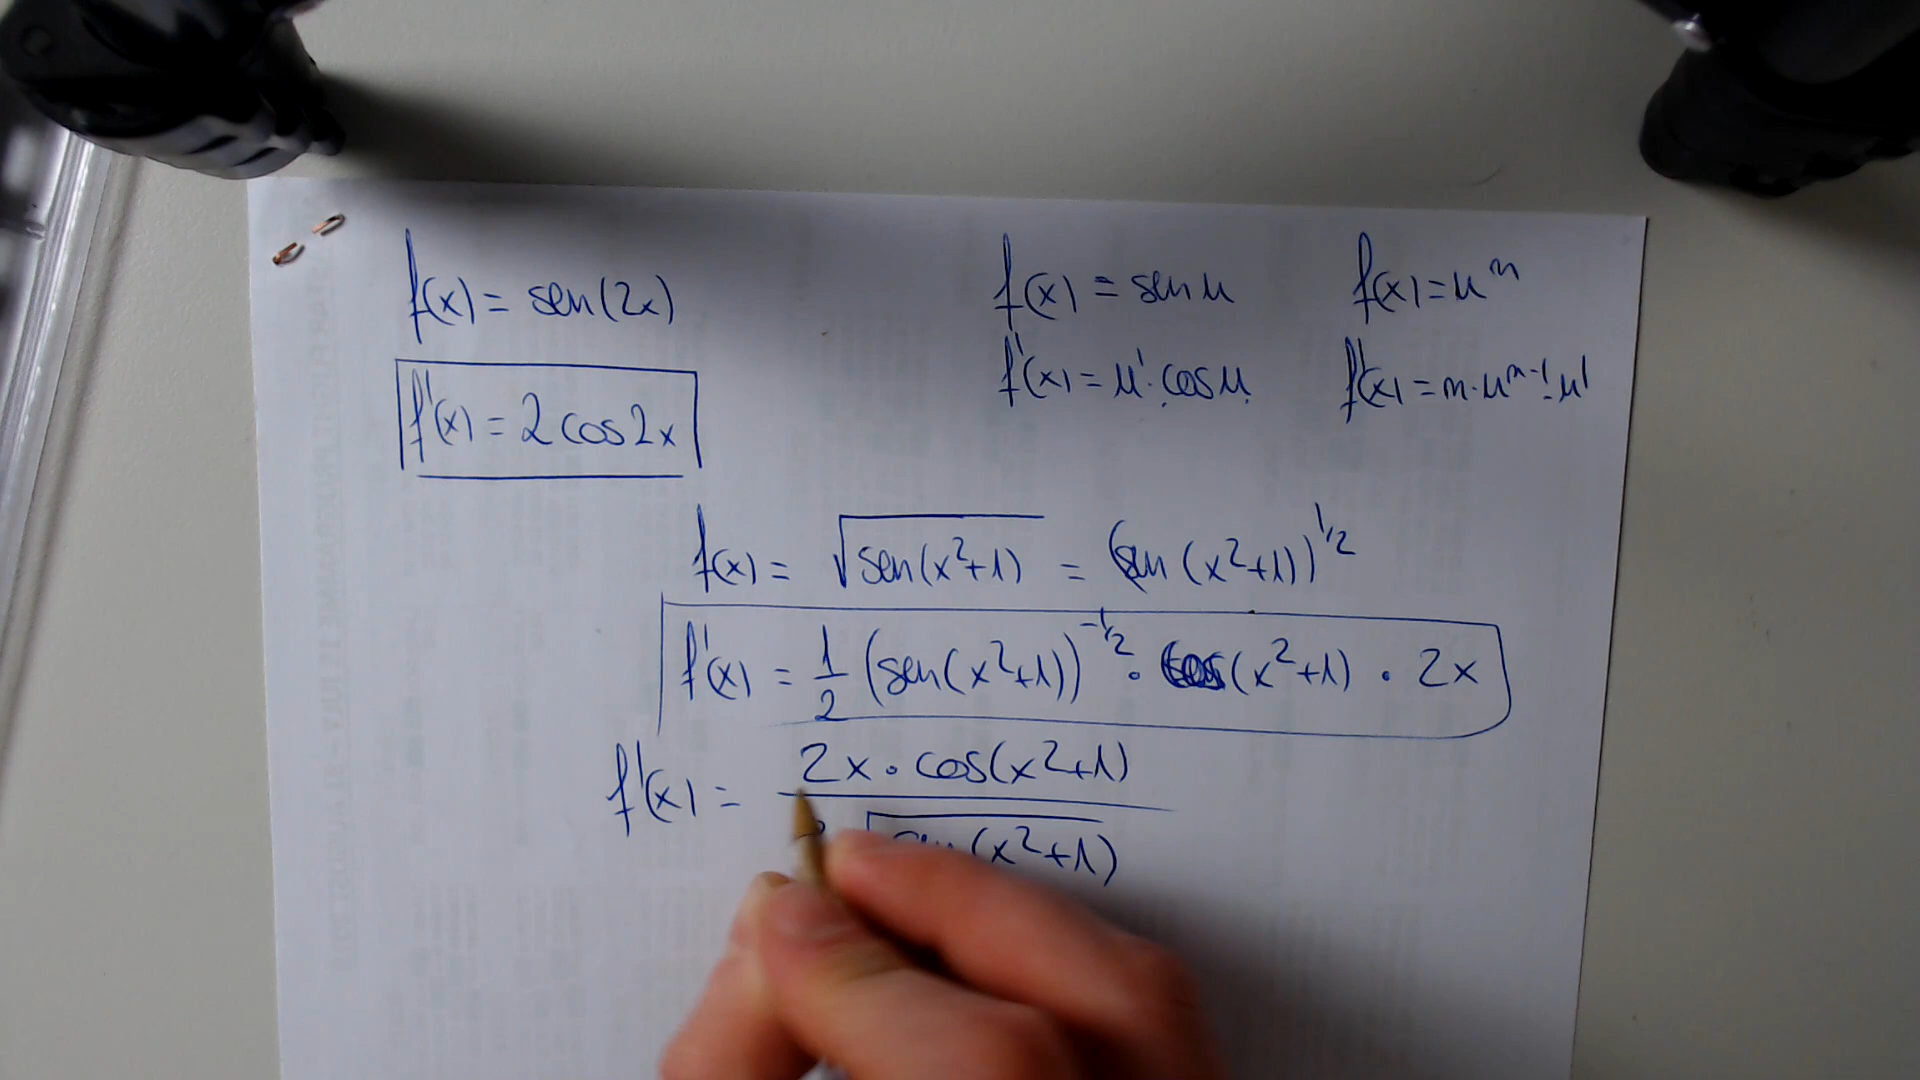 f(x) = sen(2x)
f'(x) = 2 cos 2x
f(x) = sen u
f'(x) = u' · cos u
f(x) = u^n
f'(x) = n · u^(n-1) · u'
f(x) = √sen(x²+1) = (sen (x²+1))^1/2
f'(x) = 1/2 (sen(x²+1))^-1/2 · cos(x²+1) · 2x
f'(x) = 2x · cos(x²+1)
√sen(x²+1)